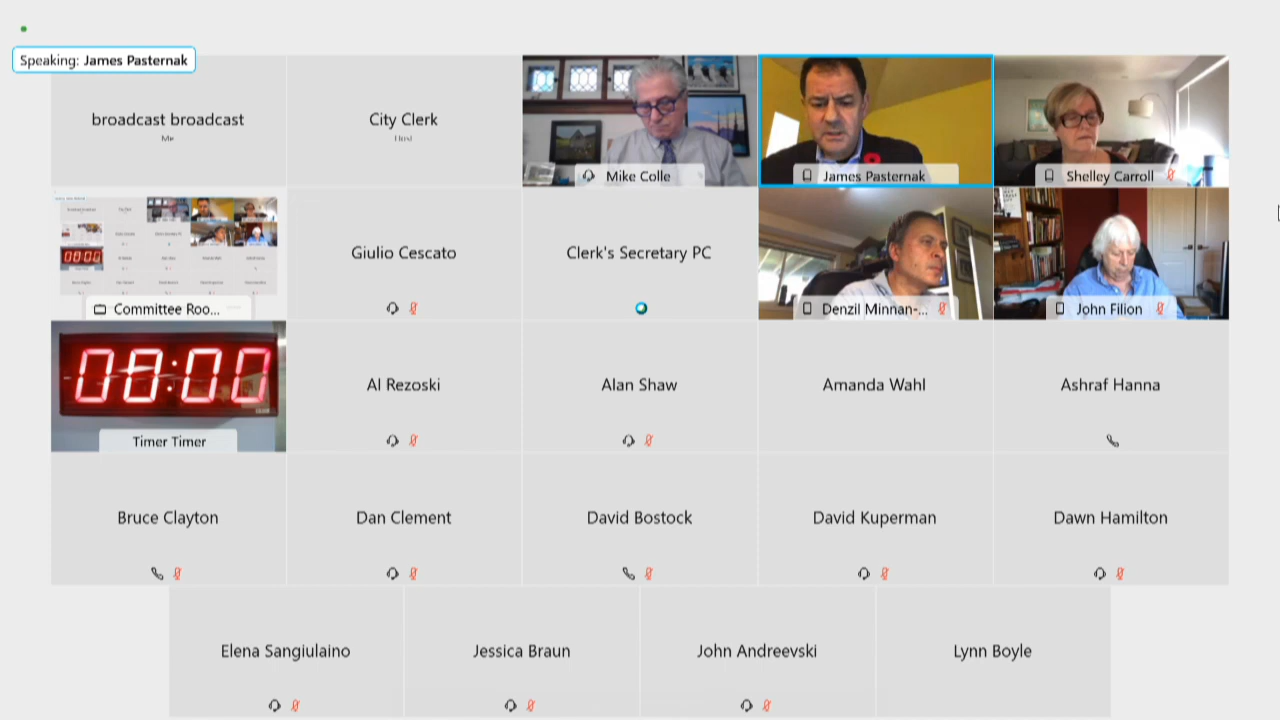 Speaking: James Pasternak
broadcast broadcast
Me
City Clerk
Host
Mike Colle
James Pasternak
Shelley Carroll
Committee Roo...
Giulio Cescato
Clerk's Secretary PC
Denzil Minnan-...
John Filion
08:00
Timer Timer
Al Rezoski
Alan Shaw
Amanda Wahl
Ashraf Hanna
Bruce Clayton
Dan Clement
David Bostock
David Kuperman
Dawn Hamilton
Elena Sangiulaino
Jessica Braun
John Andreevski
Lynn Boyle